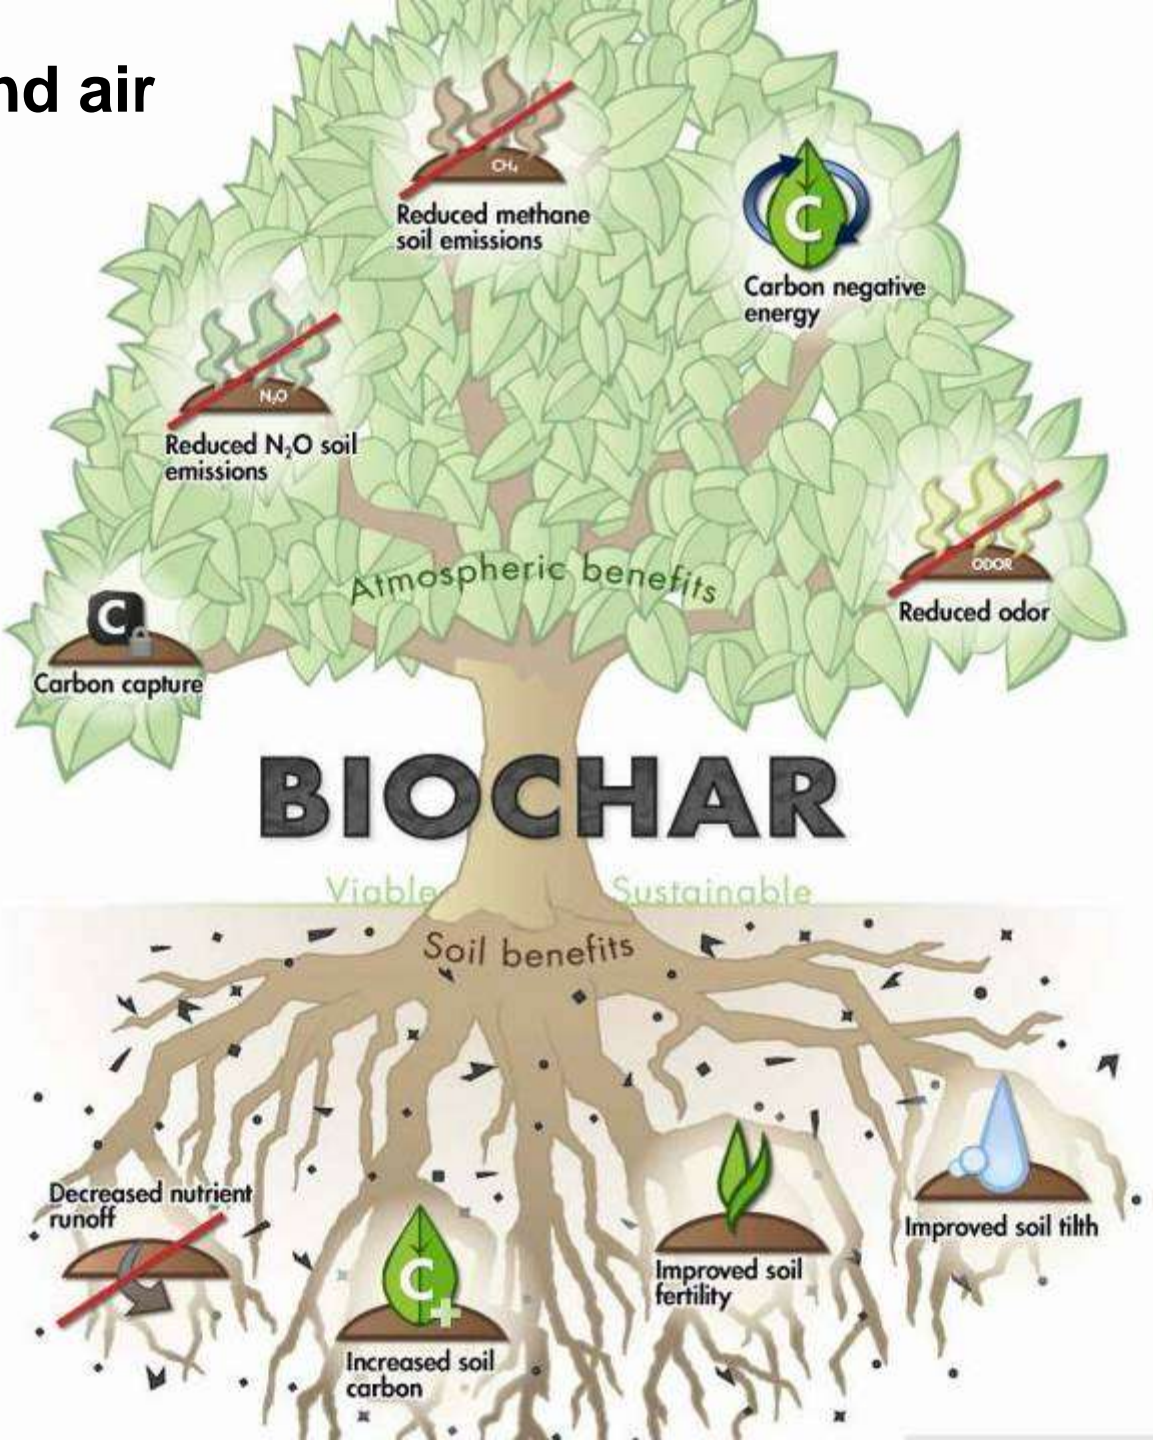 nd air
CH₄
Reduced methane
soil emissions
C
Carbon negative
energy
N₂O
Reduced N₂O soil
emissions
ODOR
Reduced odor
Atmospheric benefits
C
Carbon capture
BIOCHAR
Viable Sustainable
Soil benefits
Decreased nutrient
runoff
C+
Increased soil
carbon
Improved soil
fertility
Improved soil tilth